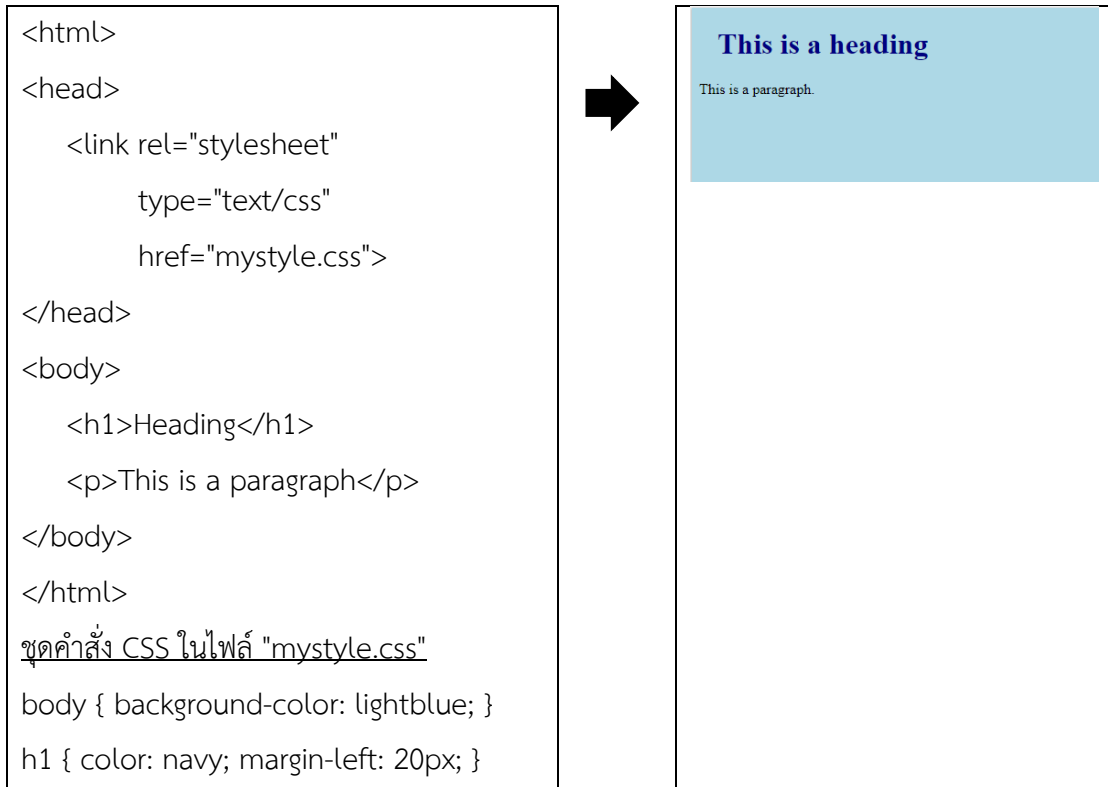 <html>
<head>
<link rel="stylesheet"
type="text/css"
href="mystyle.css">
</head>
<body>
<h1>Heading</h1>
<p>This is a paragraph</p>
</body>
</html>
ชุดคำสั่ง CSS ในไฟล์ "mystyle.css"
body { background-color: lightblue; }
h1 { color: navy; margin-left: 20px; }
This is a heading
This is a paragraph.